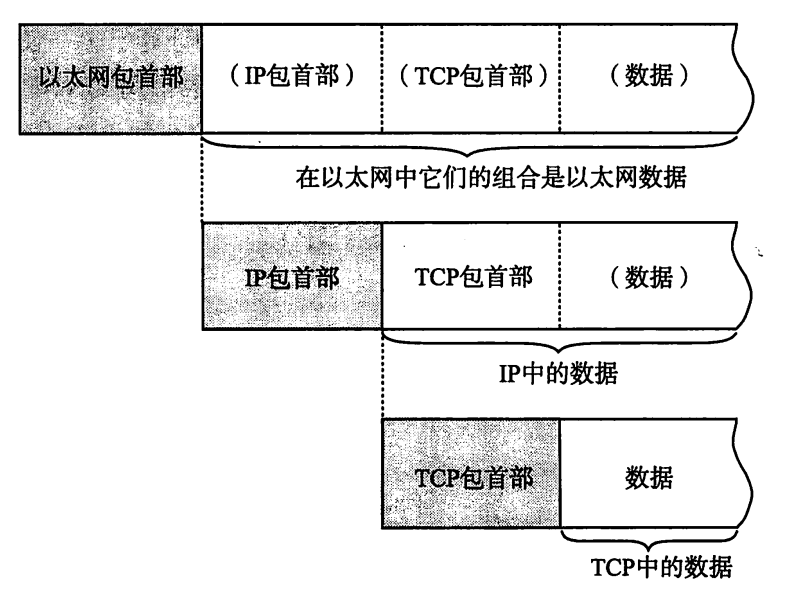 以太网包首部 （IP包首部） （TCP包首部） （数据）
在以太网中它们的组合是以太网数据
IP包首部 TCP包首部 （数据）
IP中的数据
TCP包首部 数据
TCP中的数据